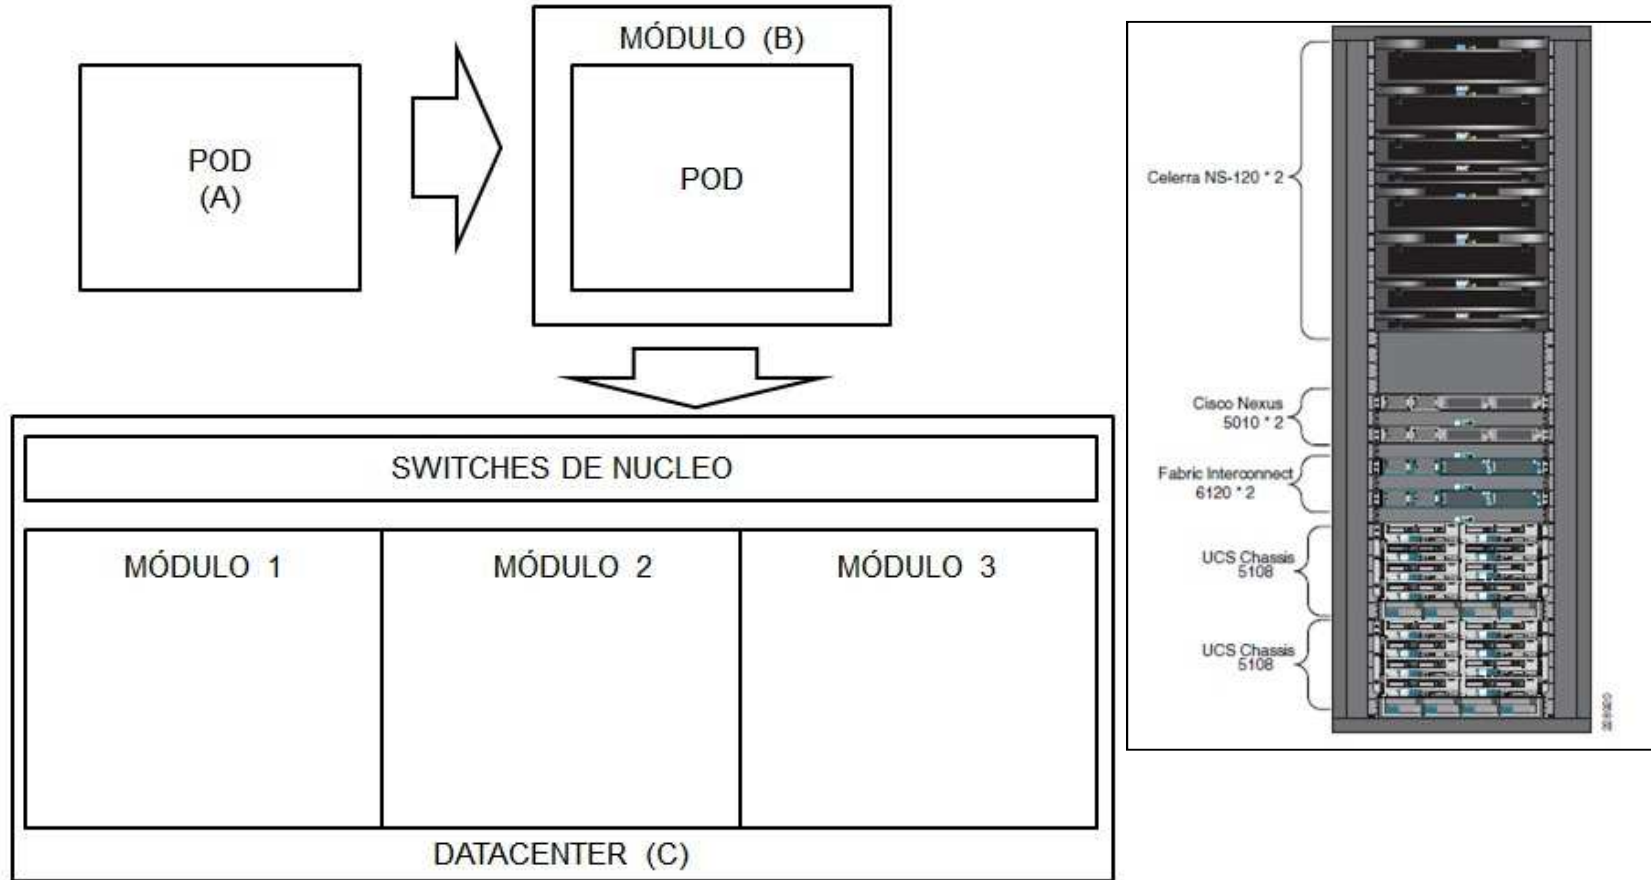 POD
(A)
MÓDULO (B)
POD
SWITCHES DE NUCLEO
MÓDULO 1
MÓDULO 2
MÓDULO 3
DATACENTER (C)
Celerra NS-120 * 2
Cisco Nexus
5010 * 2
Fabric Interconnect
6120 * 2
UCS Chassis
5108
UCS Chassis
5108